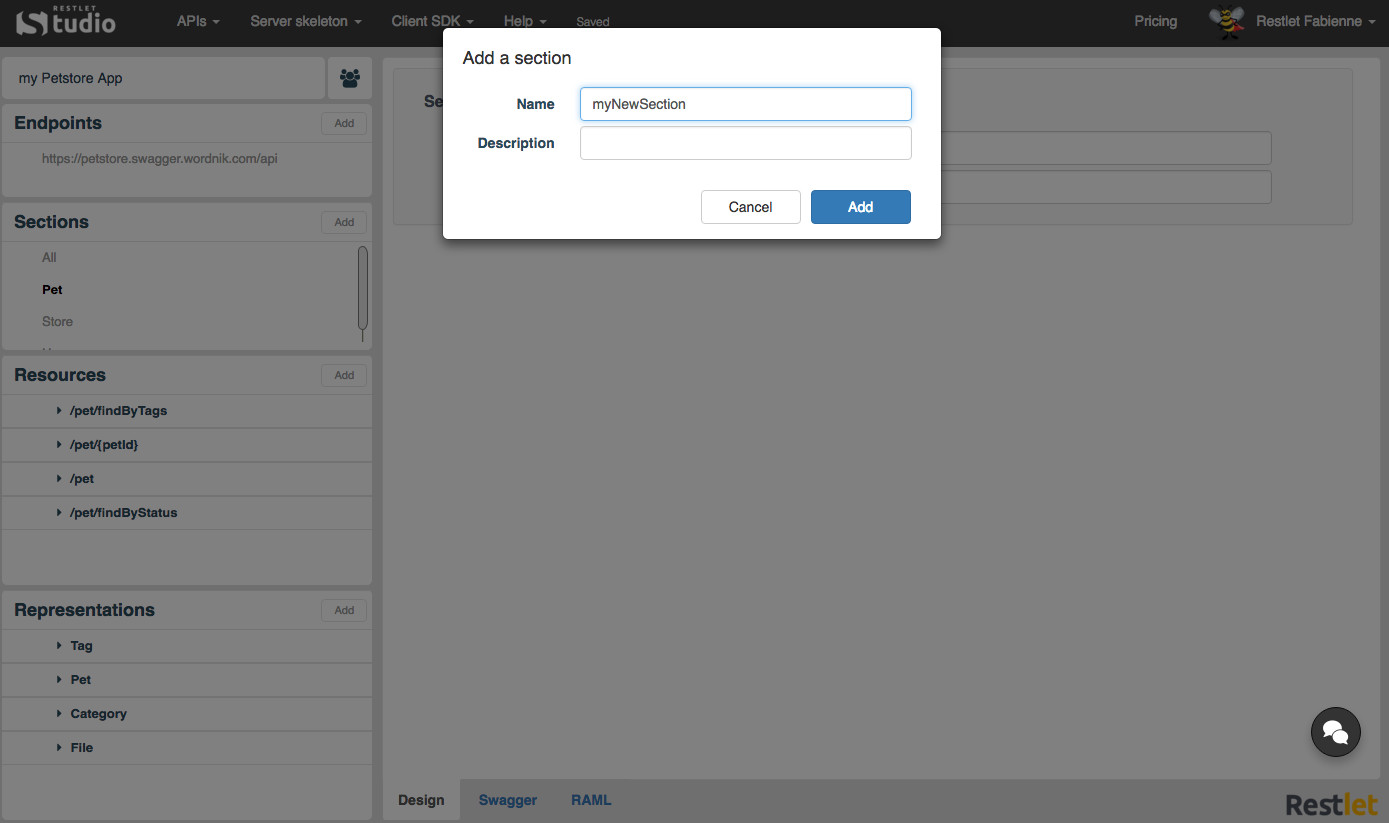 RESTLET
Studio
APIs Server skeleton Client SDK Help Saved Pricing Restlet Fabienne
my Petstore App
Endpoints Add
https://petstore.swagger.wordnik.com/api
Sections Add
All
Pet
Store
Resources Add
/pet/findByTags
/pet/{petId}
/pet
/pet/findByStatus
Representations Add
Tag
Pet
Category
File
Add a section
Name myNewSection
Description
Cancel Add
Se
Design Swagger RAML
Restlet